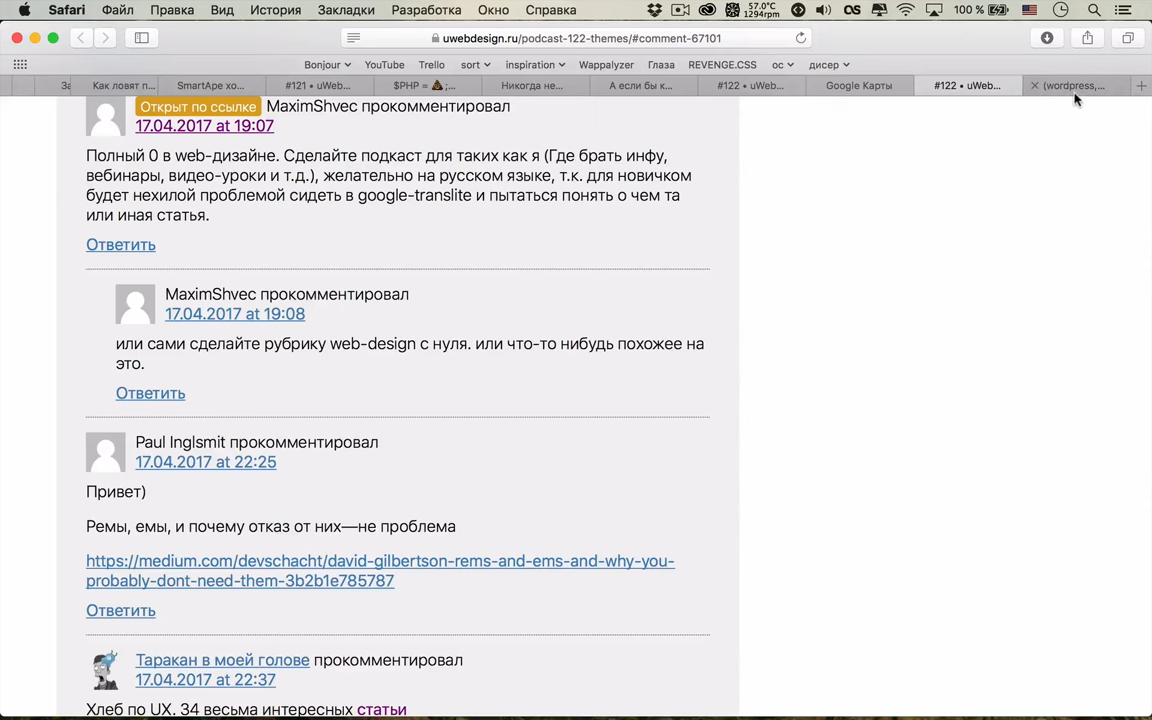 Safari Файл Правка Вид История Закладки Разработка Окно Справка 57.0°C 1294rpm 100 %
uwebdesign.ru/podcast-122-themes/#comment-67101
Bonjour YouTube Trello sort inspiration Wappalyzer Глаза REVENGE.CSS ос дисер
За Как ловят п... SmartApe хо... #121 • uWeb... $PHP = 💩 ;... Никогда не... А если бы к... #122 • uWeb... Google Карты #122 • uWeb... (wordpress,...
Открыт по ссылке MaximShvec прокомментировал
17.04.2017 at 19:07
Полный 0 в web-дизайне. Сделайте подкаст для таких как я (Где брать инфу,
вебинары, видео-уроки и т.д.), желательно на русском языке, т.к. для новичком
будет нехилой проблемой сидеть в google-translite и пытаться понять о чем та
или иная статья.
Ответить
MaximShvec прокомментировал
17.04.2017 at 19:08
или сами сделайте рубрику web-design с нуля. или что-то нибудь похожее на
это.
Ответить
Paul Inglsmit прокомментировал
17.04.2017 at 22:25
Привет)
Ремы, емы, и почему отказ от них—не проблема
https://medium.com/devschacht/david-gilbertson-rems-and-ems-and-why-you-
probably-dont-need-them-3b2b1e785787
Ответить
Таракан в моей голове прокомментировал
17.04.2017 at 22:37
Хлеб по UX. 34 весьма интересных статьи